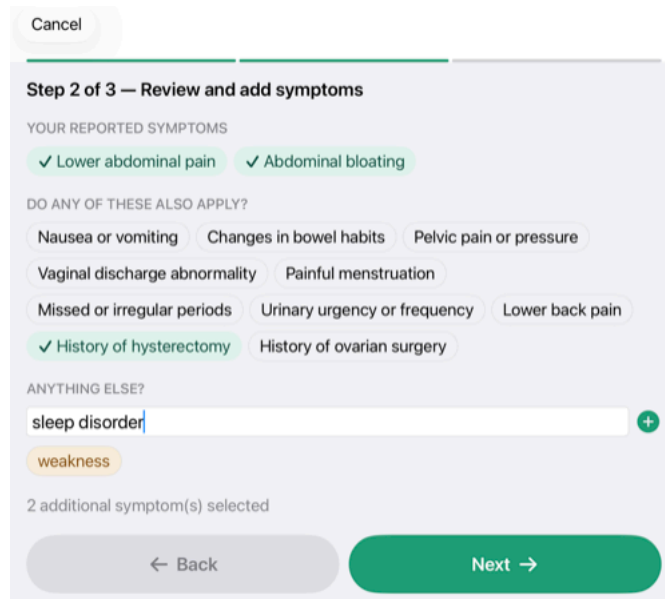 Cancel
Step 2 of 3 — Review and add symptoms
YOUR REPORTED SYMPTOMS
✓ Lower abdominal pain ✓ Abdominal bloating
DO ANY OF THESE ALSO APPLY?
Nausea or vomiting Changes in bowel habits Pelvic pain or pressure
Vaginal discharge abnormality Painful menstruation
Missed or irregular periods Urinary urgency or frequency Lower back pain
✓ History of hysterectomy History of ovarian surgery
ANYTHING ELSE?
sleep disorder
weakness
2 additional symptom(s) selected
← Back Next →